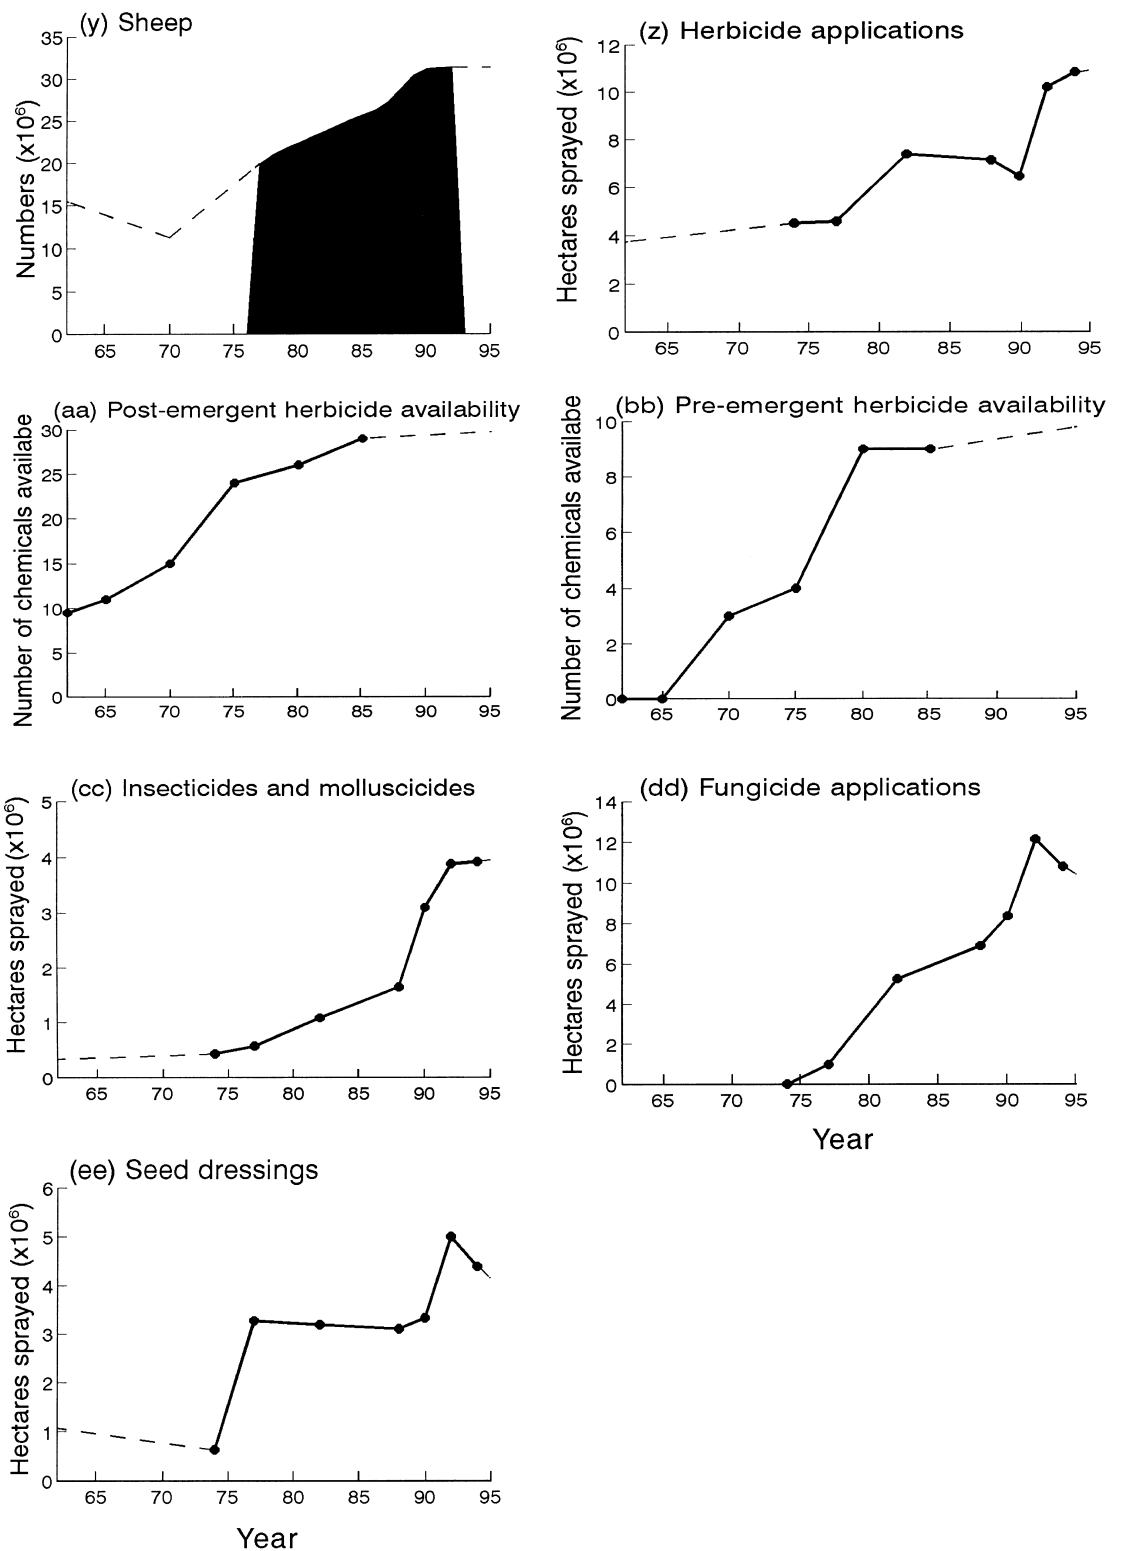 (y) Sheep
Numbers (x10⁶)
35
30
25
20
15
10
5
0
65 70 75 80 85 90 95
(z) Herbicide applications
Hectares sprayed (x10⁶)
12
10
8
6
4
2
0
65 70 75 80 85 90 95
(aa) Post-emergent herbicide availability
Number of chemicals availabe
30
25
20
15
10
5
0
65 70 75 80 85 90 95
(bb) Pre-emergent herbicide availability
Number of chemicals availabe
10
8
6
4
2
0
65 70 75 80 85 90 95
(cc) Insecticides and molluscicides
Hectares sprayed (x10⁶)
5
4
3
2
1
0
65 70 75 80 85 90 95
(dd) Fungicide applications
Hectares sprayed (x10⁶)
14
12
10
8
6
4
2
0
65 70 75 80 85 90 95
Year
(ee) Seed dressings
Hectares sprayed (x10⁶)
6
5
4
3
2
1
0
65 70 75 80 85 90 95
Year